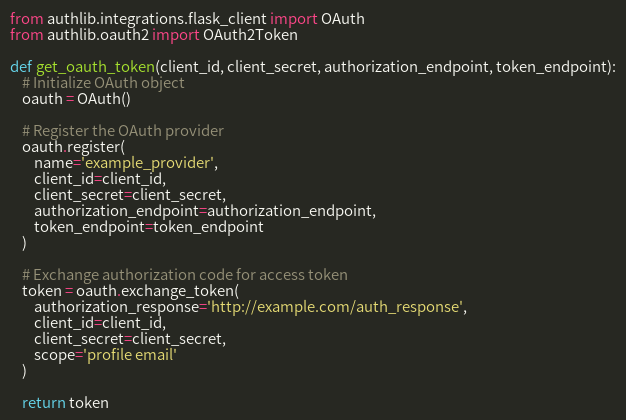 from authlib.integrations.flask_client import OAuth
from authlib.oauth2 import OAuth2Token

def get_oauth_token(client_id, client_secret, authorization_endpoint, token_endpoint):
    # Initialize OAuth object
    oauth = OAuth()

    # Register the OAuth provider
    oauth.register(
        name='example_provider',
        client_id=client_id,
        client_secret=client_secret,
        authorization_endpoint=authorization_endpoint,
        token_endpoint=token_endpoint
    )

    # Exchange authorization code for access token
    token = oauth.exchange_token(
        authorization_response='http://example.com/auth_response',
        client_id=client_id,
        client_secret=client_secret,
        scope='profile email'
    )

    return token